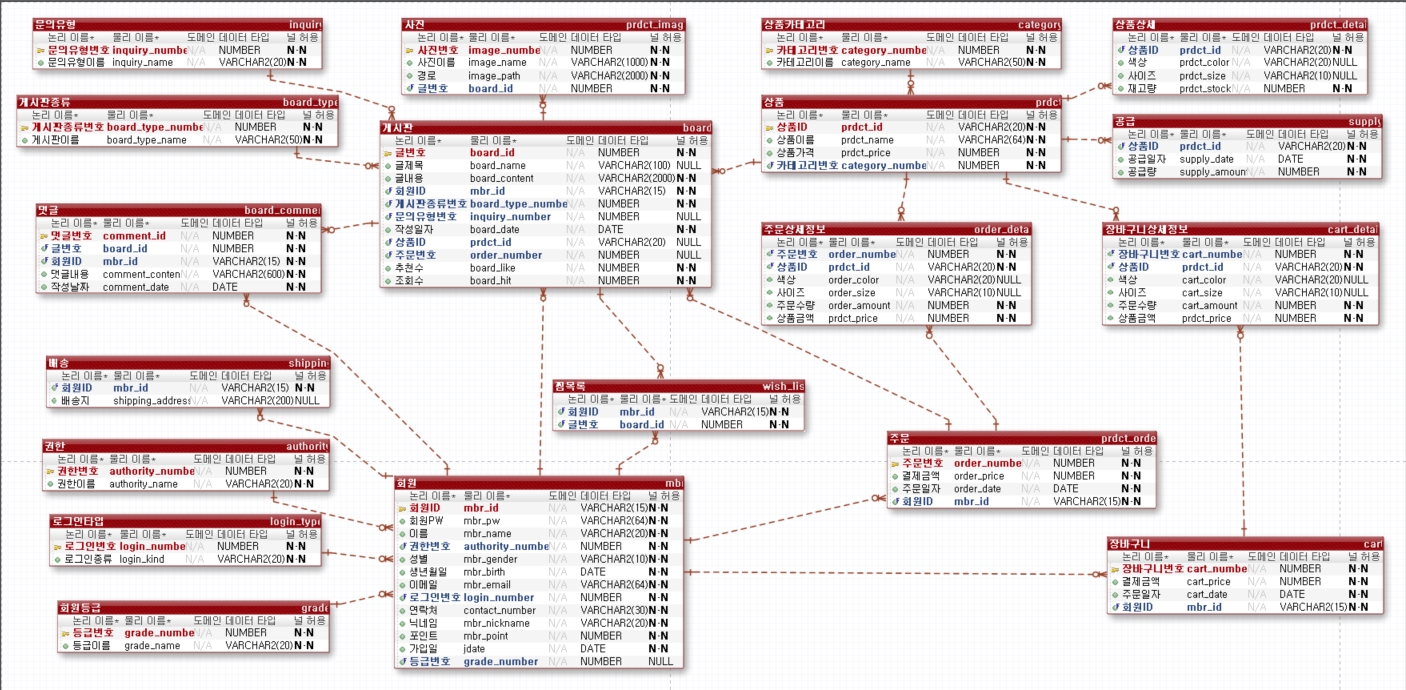 문의유형 inquiry
논리 이름* 물리 이름* 도메인 데이터 타입 널 허용
문의유형번호 inquiry_numbe N/A NUMBER N-N
문의유형이름 inquiry_name N/A VARCHAR2(20) N-N
사진 prdct_imag
논리 이름* 물리 이름* 도메인 데이터 타입 널 허용
사진번호 image_numbe N/A NUMBER N-N
사진이름 image_name N/A VARCHAR2(1000) N-N
경로 image_path N/A VARCHAR2(2000) N-N
글번호 board_id N/A NUMBER N-N
상품카테고리 category
논리 이름* 물리 이름* 도메인 데이터 타입 널 허용
카테고리번호 category_numbe N/A NUMBER N-N
카테고리이름 category_name N/A VARCHAR2(50) N-N
상품상세 prdct_detai
논리 이름* 물리 이름* 도메인 데이터 타입 널 허용
상품ID prdct_id N/A VARCHAR2(20) N-N
색상 prdct_color N/A VARCHAR2(20) NULL
사이즈 prdct_size N/A VARCHAR2(10) NULL
재고량 prdct_stock N/A NUMBER N-N
게시판종류 board_type
논리 이름* 물리 이름* 도메인 데이터 타입 널 허용
게시판종류번호 board_type_numbe N/A NUMBER N-N
게시판이름 board_type_name N/A VARCHAR2(50) N-N
게시판 board
논리 이름* 물리 이름* 도메인 데이터 타입 널 허용
글번호 board_id N/A NUMBER N-N
글제목 board_name N/A VARCHAR2(100) NULL
글내용 board_content N/A VARCHAR2(2000) N-N
회원ID mbr_id N/A VARCHAR2(15) N-N
게시판종류번호 board_type_numbe N/A NUMBER N-N
문의유형번호 inquiry_number N/A NUMBER NULL
작성일자 board_date N/A DATE N-N
상품ID prdct_id N/A VARCHAR2(20) NULL
주문번호 order_number N/A NUMBER NULL
추천수 board_like N/A NUMBER N-N
조회수 board_hit N/A NUMBER N-N
상품 prdct
논리 이름* 물리 이름* 도메인 데이터 타입 널 허용
상품ID prdct_id N/A VARCHAR2(20) N-N
상품이름 prdct_name N/A VARCHAR2(64) N-N
상품가격 prdct_price N/A NUMBER N-N
카테고리번호 category_numbe N/A NUMBER N-N
공급 supply
논리 이름* 물리 이름* 도메인 데이터 타입 널 허용
상품ID prdct_id N/A VARCHAR2(20) N-N
공급일자 supply_date N/A DATE N-N
공급량 supply_amoun N/A NUMBER N-N
댓글 board_comme
논리 이름* 물리 이름* 도메인 데이터 타입 널 허용
댓글번호 comment_id N/A NUMBER N-N
글번호 board_id N/A NUMBER N-N
회원ID mbr_id N/A VARCHAR2(15) N-N
댓글내용 comment_conten N/A VARCHAR2(600) N-N
작성날짜 comment_date N/A DATE N-N
주문상세정보 order_deta
논리 이름* 물리 이름* 도메인 데이터 타입 널 허용
주문번호 order_numbe N/A NUMBER N-N
상품ID prdct_id N/A VARCHAR2(20) N-N
색상 order_color N/A VARCHAR2(20) NULL
사이즈 order_size N/A VARCHAR2(10) NULL
주문수량 order_amount N/A NUMBER N-N
상품금액 prdct_price N/A NUMBER N-N
장바구니상세정보 cart_detai
논리 이름* 물리 이름* 도메인 데이터 타입 널 허용
장바구니번호 cart_numbe N/A NUMBER N-N
상품ID prdct_id N/A VARCHAR2(20) N-N
색상 cart_color N/A VARCHAR2(20) NULL
사이즈 cart_size N/A VARCHAR2(10) NULL
주문수량 cart_amount N/A NUMBER N-N
상품금액 prdct_price N/A NUMBER N-N
배송 shippin
논리 이름* 물리 이름* 도메인 데이터 타입 널 허용
회원ID mbr_id N/A VARCHAR2(15) N-N
배송지 shipping_address N/A VARCHAR2(200) NULL
찜목록 wish_lis
논리 이름* 물리 이름* 도메인 데이터 타입 널 허용
회원ID mbr_id N/A VARCHAR2(15) N-N
글번호 board_id N/A NUMBER N-N
권한 authority
논리 이름* 물리 이름* 도메인 데이터 타입 널 허용
권한번호 authority_numbe N/A NUMBER N-N
권한이름 authority_name N/A VARCHAR2(20) N-N
주문 prdct_orde
논리 이름* 물리 이름* 도메인 데이터 타입 널 허용
주문번호 order_numbe N/A NUMBER N-N
결제금액 order_price N/A NUMBER N-N
주문일자 order_date N/A DATE N-N
회원ID mbr_id N/A VARCHAR2(15) N-N
로그인타입 login_type
논리 이름* 물리 이름* 도메인 데이터 타입 널 허용
로그인번호 login_numbe N/A NUMBER N-N
로그인종류 login_kind N/A VARCHAR2(20) N-N
회원 mbr
논리 이름* 물리 이름* 도메인 데이터 타입 널 허용
회원ID mbr_id N/A VARCHAR2(15) N-N
회원PW mbr_pw N/A VARCHAR2(64) N-N
이름 mbr_name N/A VARCHAR2(20) N-N
권한번호 authority_numbe N/A NUMBER N-N
성별 mbr_gender N/A VARCHAR2(10) N-N
생년월일 mbr_birth N/A DATE N-N
이메일 mbr_email N/A VARCHAR2(64) N-N
로그인번호 login_number N/A NUMBER N-N
연락처 contact_number N/A VARCHAR2(30) N-N
닉네임 mbr_nickname N/A VARCHAR2(20) N-N
포인트 mbr_point N/A NUMBER N-N
가입일 jdate N/A DATE N-N
등급번호 grade_number N/A NUMBER NULL
장바구니 cart
논리 이름* 물리 이름* 도메인 데이터 타입 널 허용
장바구니번호 cart_numbe N/A NUMBER N-N
결제금액 cart_price N/A NUMBER N-N
주문일자 cart_date N/A DATE N-N
회원ID mbr_id N/A VARCHAR2(15) N-N
회원등급 grade
논리 이름* 물리 이름* 도메인 데이터 타입 널 허용
등급번호 grade_numbe N/A NUMBER N-N
등급이름 grade_name N/A VARCHAR2(20) N-N